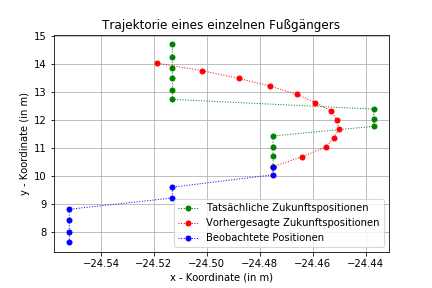 Trajektorie eines einzelnen Fußgängers
y - Koordinate (in m)
15
14
13
12
11
10
9
8
Tatsächliche Zukunftspositionen
Vorhergesagte Zukunftspositionen
Beobachtete Positionen
−24.54 −24.52 −24.50 −24.48 −24.46 −24.44
x - Koordinate (in m)